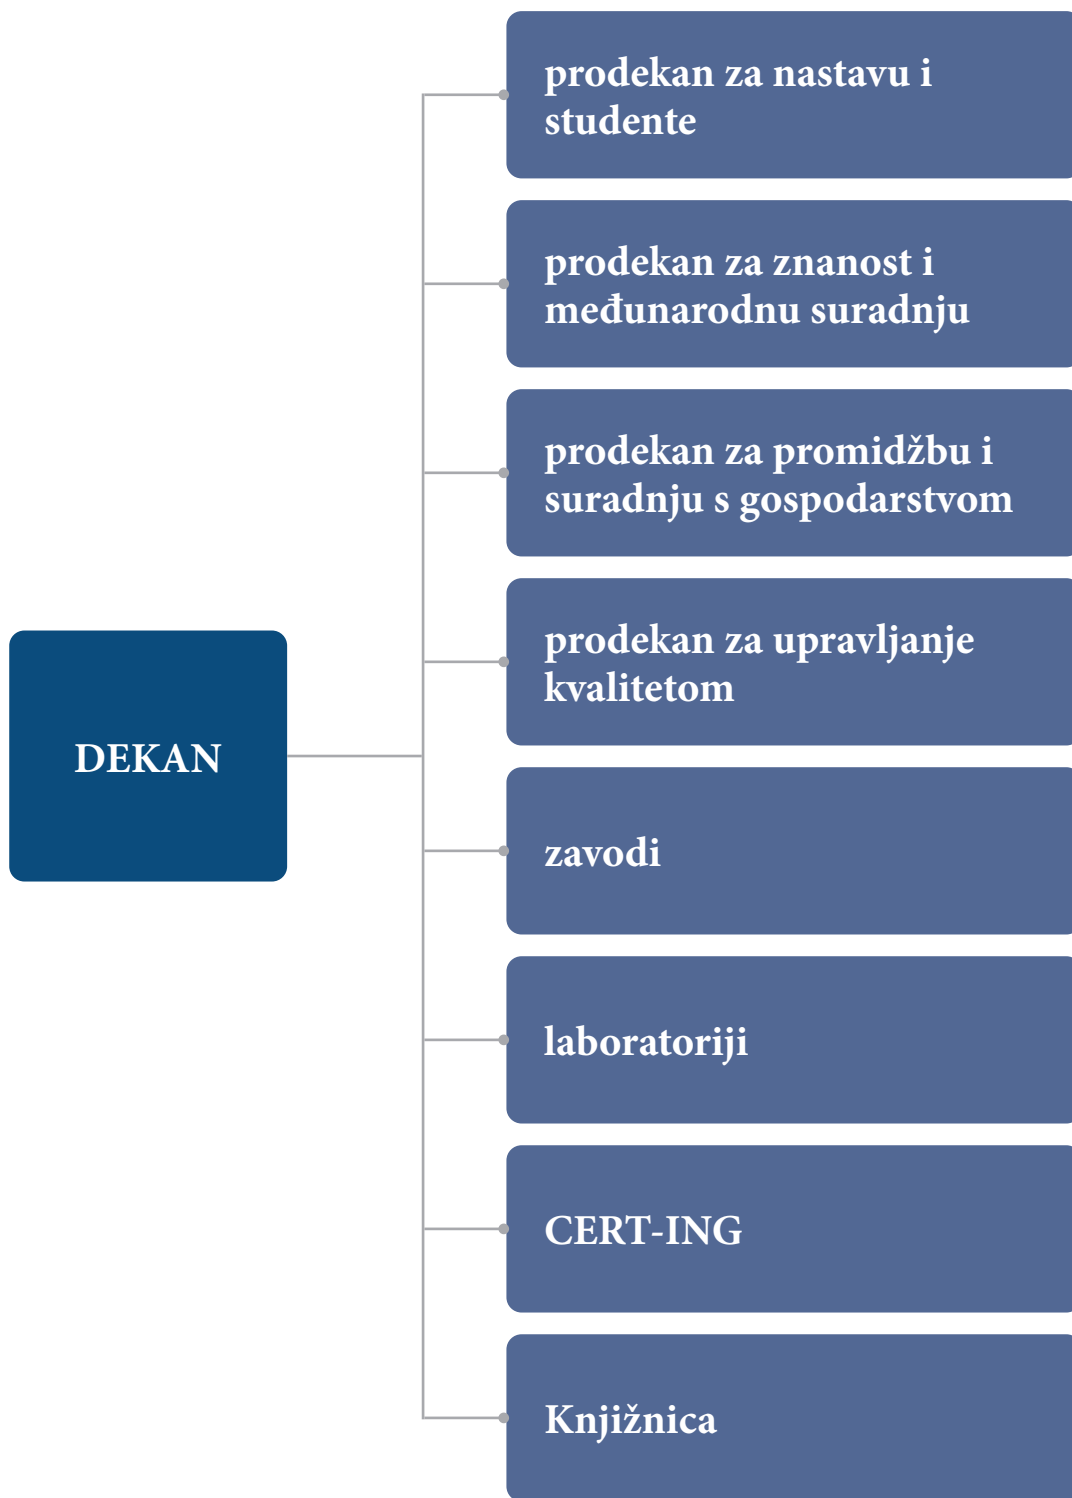 prodekan za nastavu i
studente
prodekan za znanost i
međunarodnu suradnju
prodekan za promidžbu i
suradnju s gospodarstvom
prodekan za upravljanje
kvalitetom
DEKAN
zavodi
laboratoriji
CERT-ING
Knjižnica